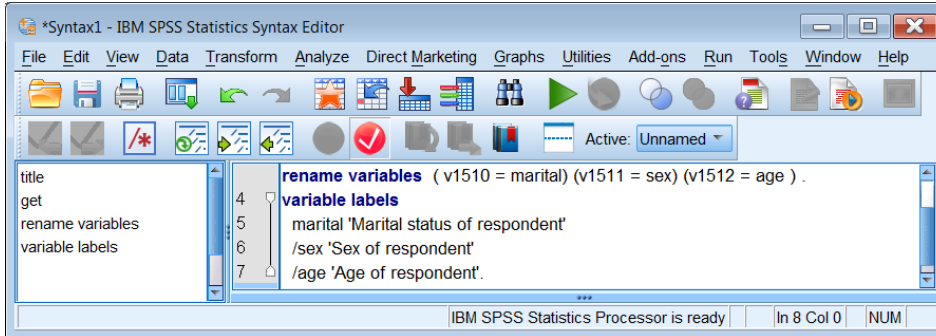 *Syntax1 - IBM SPSS Statistics Syntax Editor
File Edit View Data Transform Analyze Direct Marketing Graphs Utilities Add-ons Run Tools Window Help
/*
Active: Unnamed
title
get
rename variables
variable labels
rename variables ( v1510 = marital) (v1511 = sex) (v1512 = age ) .
4 variable labels
5 marital 'Marital status of respondent'
6 /sex 'Sex of respondent'
7 /age 'Age of respondent'.
IBM SPSS Statistics Processor is ready In 8 Col 0 NUM